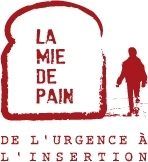 LA
MIE
DE
PAIN
DE L'URGENCE À
L'INSERTION